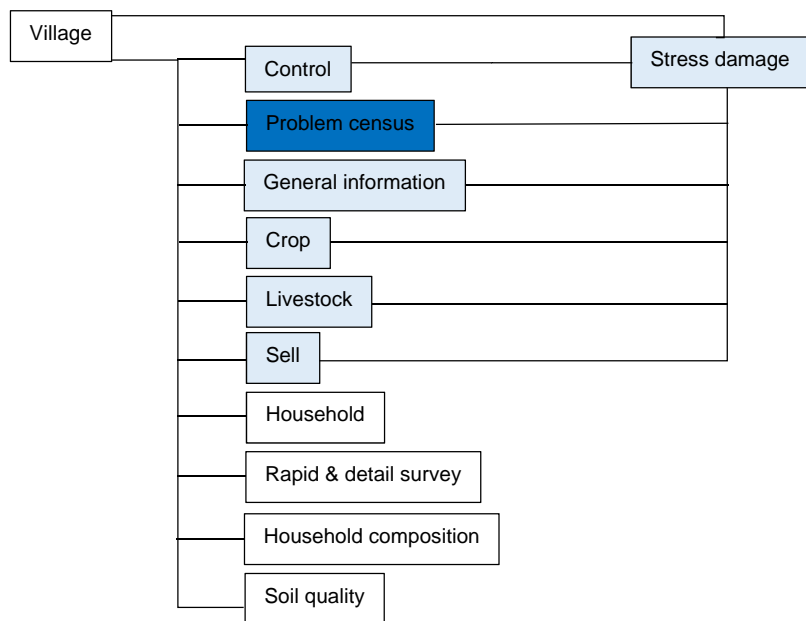 Village
Stress damage
Control
Problem census
General information
Crop
Livestock
Sell
Household
Rapid & detail survey
Household composition
Soil quality